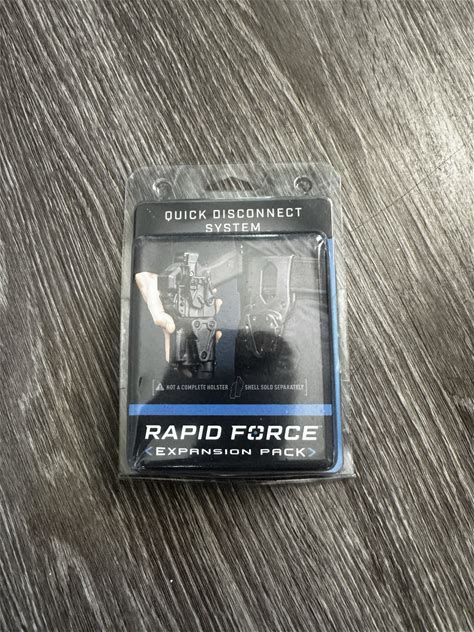 QUICK DISCONNECT
SYSTEM
NOT A COMPLETE HOLSTER SHELL SOLD SEPARATELY
RAPID FORCE
<EXPANSION PACK>